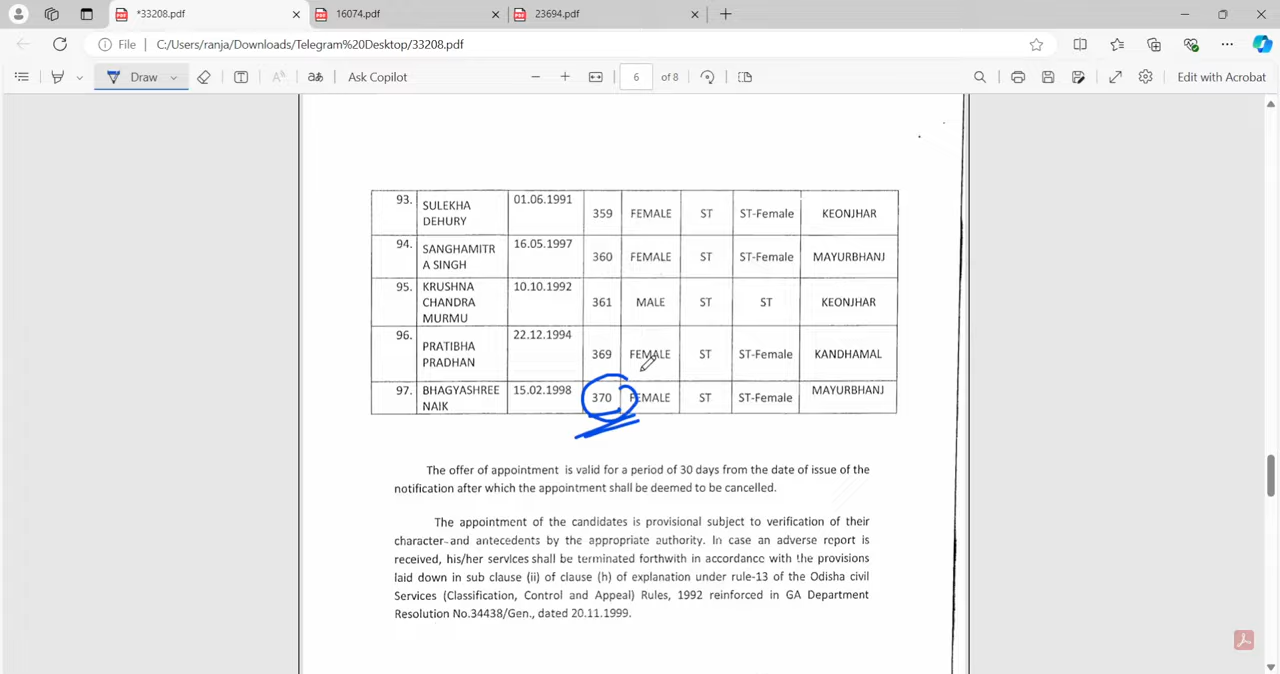 *33208.pdf
16074.pdf
23694.pdf
File C:/Users/ranja/Downloads/Telegram%20Desktop/33208.pdf
Draw
Ask Copilot
6 of 8
Edit with Acrobat
93. SULEKHA DEHURY 01.06.1991 359 FEMALE ST ST-Female KEONJHAR
94. SANGHAMITR A SINGH 16.05.1997 360 FEMALE ST ST-Female MAYURBHANJ
95. KRUSHNA CHANDRA MURMU 10.10.1992 361 MALE ST ST KEONJHAR
96. PRATIBHA PRADHAN 22.12.1994 369 FEMALE ST ST-Female KANDHAMAL
97. BHAGYASHREE NAIK 15.02.1998 370 FEMALE ST ST-Female MAYURBHANJ
The offer of appointment is valid for a period of 30 days from the date of issue of the
notification after which the appointment shall be deemed to be cancelled.
The appointment of the candidates is provisional subject to verification of their
character and antecedents by the appropriate authority. In case an adverse report is
received, his/her services shall be terminated forthwith in accordance with the provisions
laid down in sub clause (ii) of clause (h) of explanation under rule-13 of the Odisha civil
Services (Classification, Control and Appeal) Rules, 1992 reinforced in GA Department
Resolution No.34438/Gen., dated 20.11.1999.